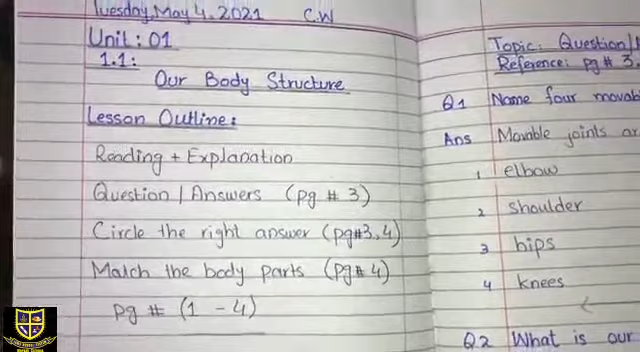 Tuesday, May 4, 2021 C.W
Unit: 01
1.1:
Our Body Structure
Lesson Outline:
Reading + Explanation
Question / Answers (pg # 3)
Circle the right answer (pg#3,4)
Match the body parts (pg# 4)
pg # (1 - 4)
Topic: Question/
Reference: pg # 3.
Q1 Name four movab
Ans Movable joints ar
1 elbow
2 shoulder
3 hips
4 knees
Q2 What is our